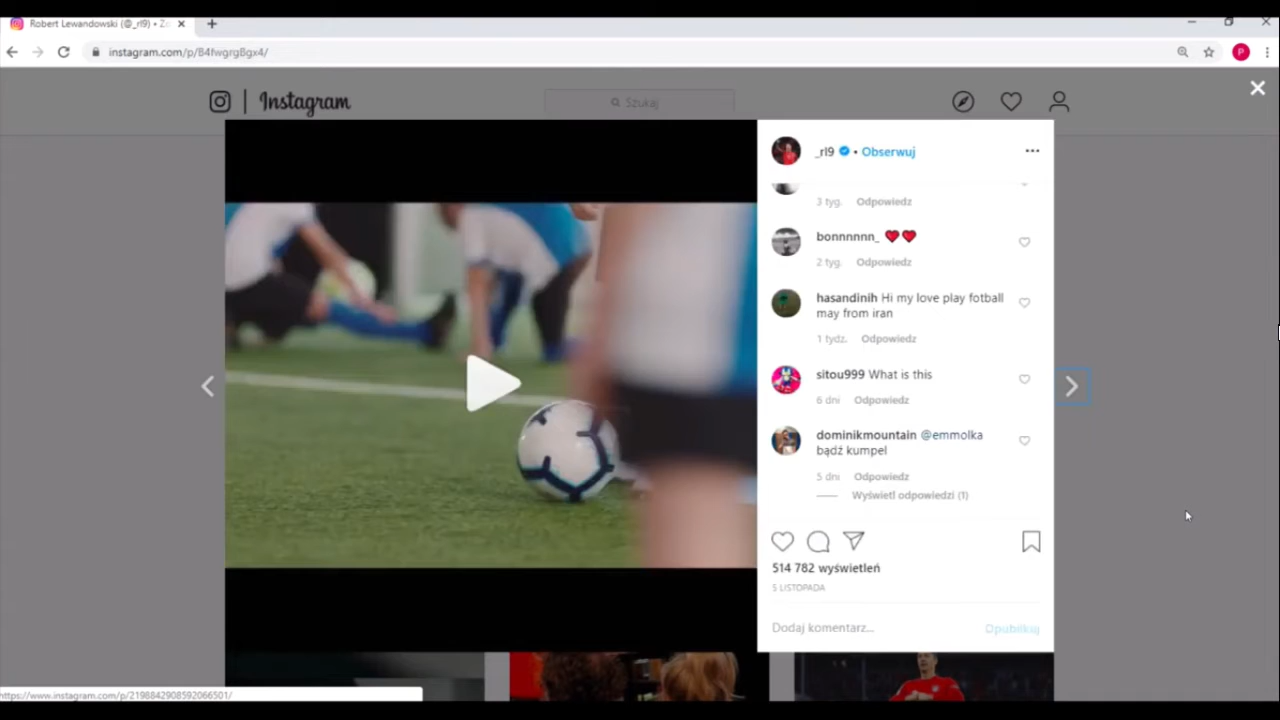 Robert Lewandowski (@_rl9) •
instagram.com/p/B4fwgrgBgx4/
P
Instagram
Szukaj
_rl9 • Obserwuj
3 tyg. Odpowiedz
bonnnnnn_ ❤️❤️
2 tyg. Odpowiedz
hasandinih Hi my love play fotball
may from iran
1 tydz. Odpowiedz
sitou999 What is this
6 dni Odpowiedz
dominikmountain @emmolka
bądź kumpel
5 dni Odpowiedz
Wyświetl odpowiedzi (1)
514 782 wyświetleń
5 LISTOPADA
Dodaj komentarz... Opublikuj
https://www.instagram.com/p/2198842908592066501/